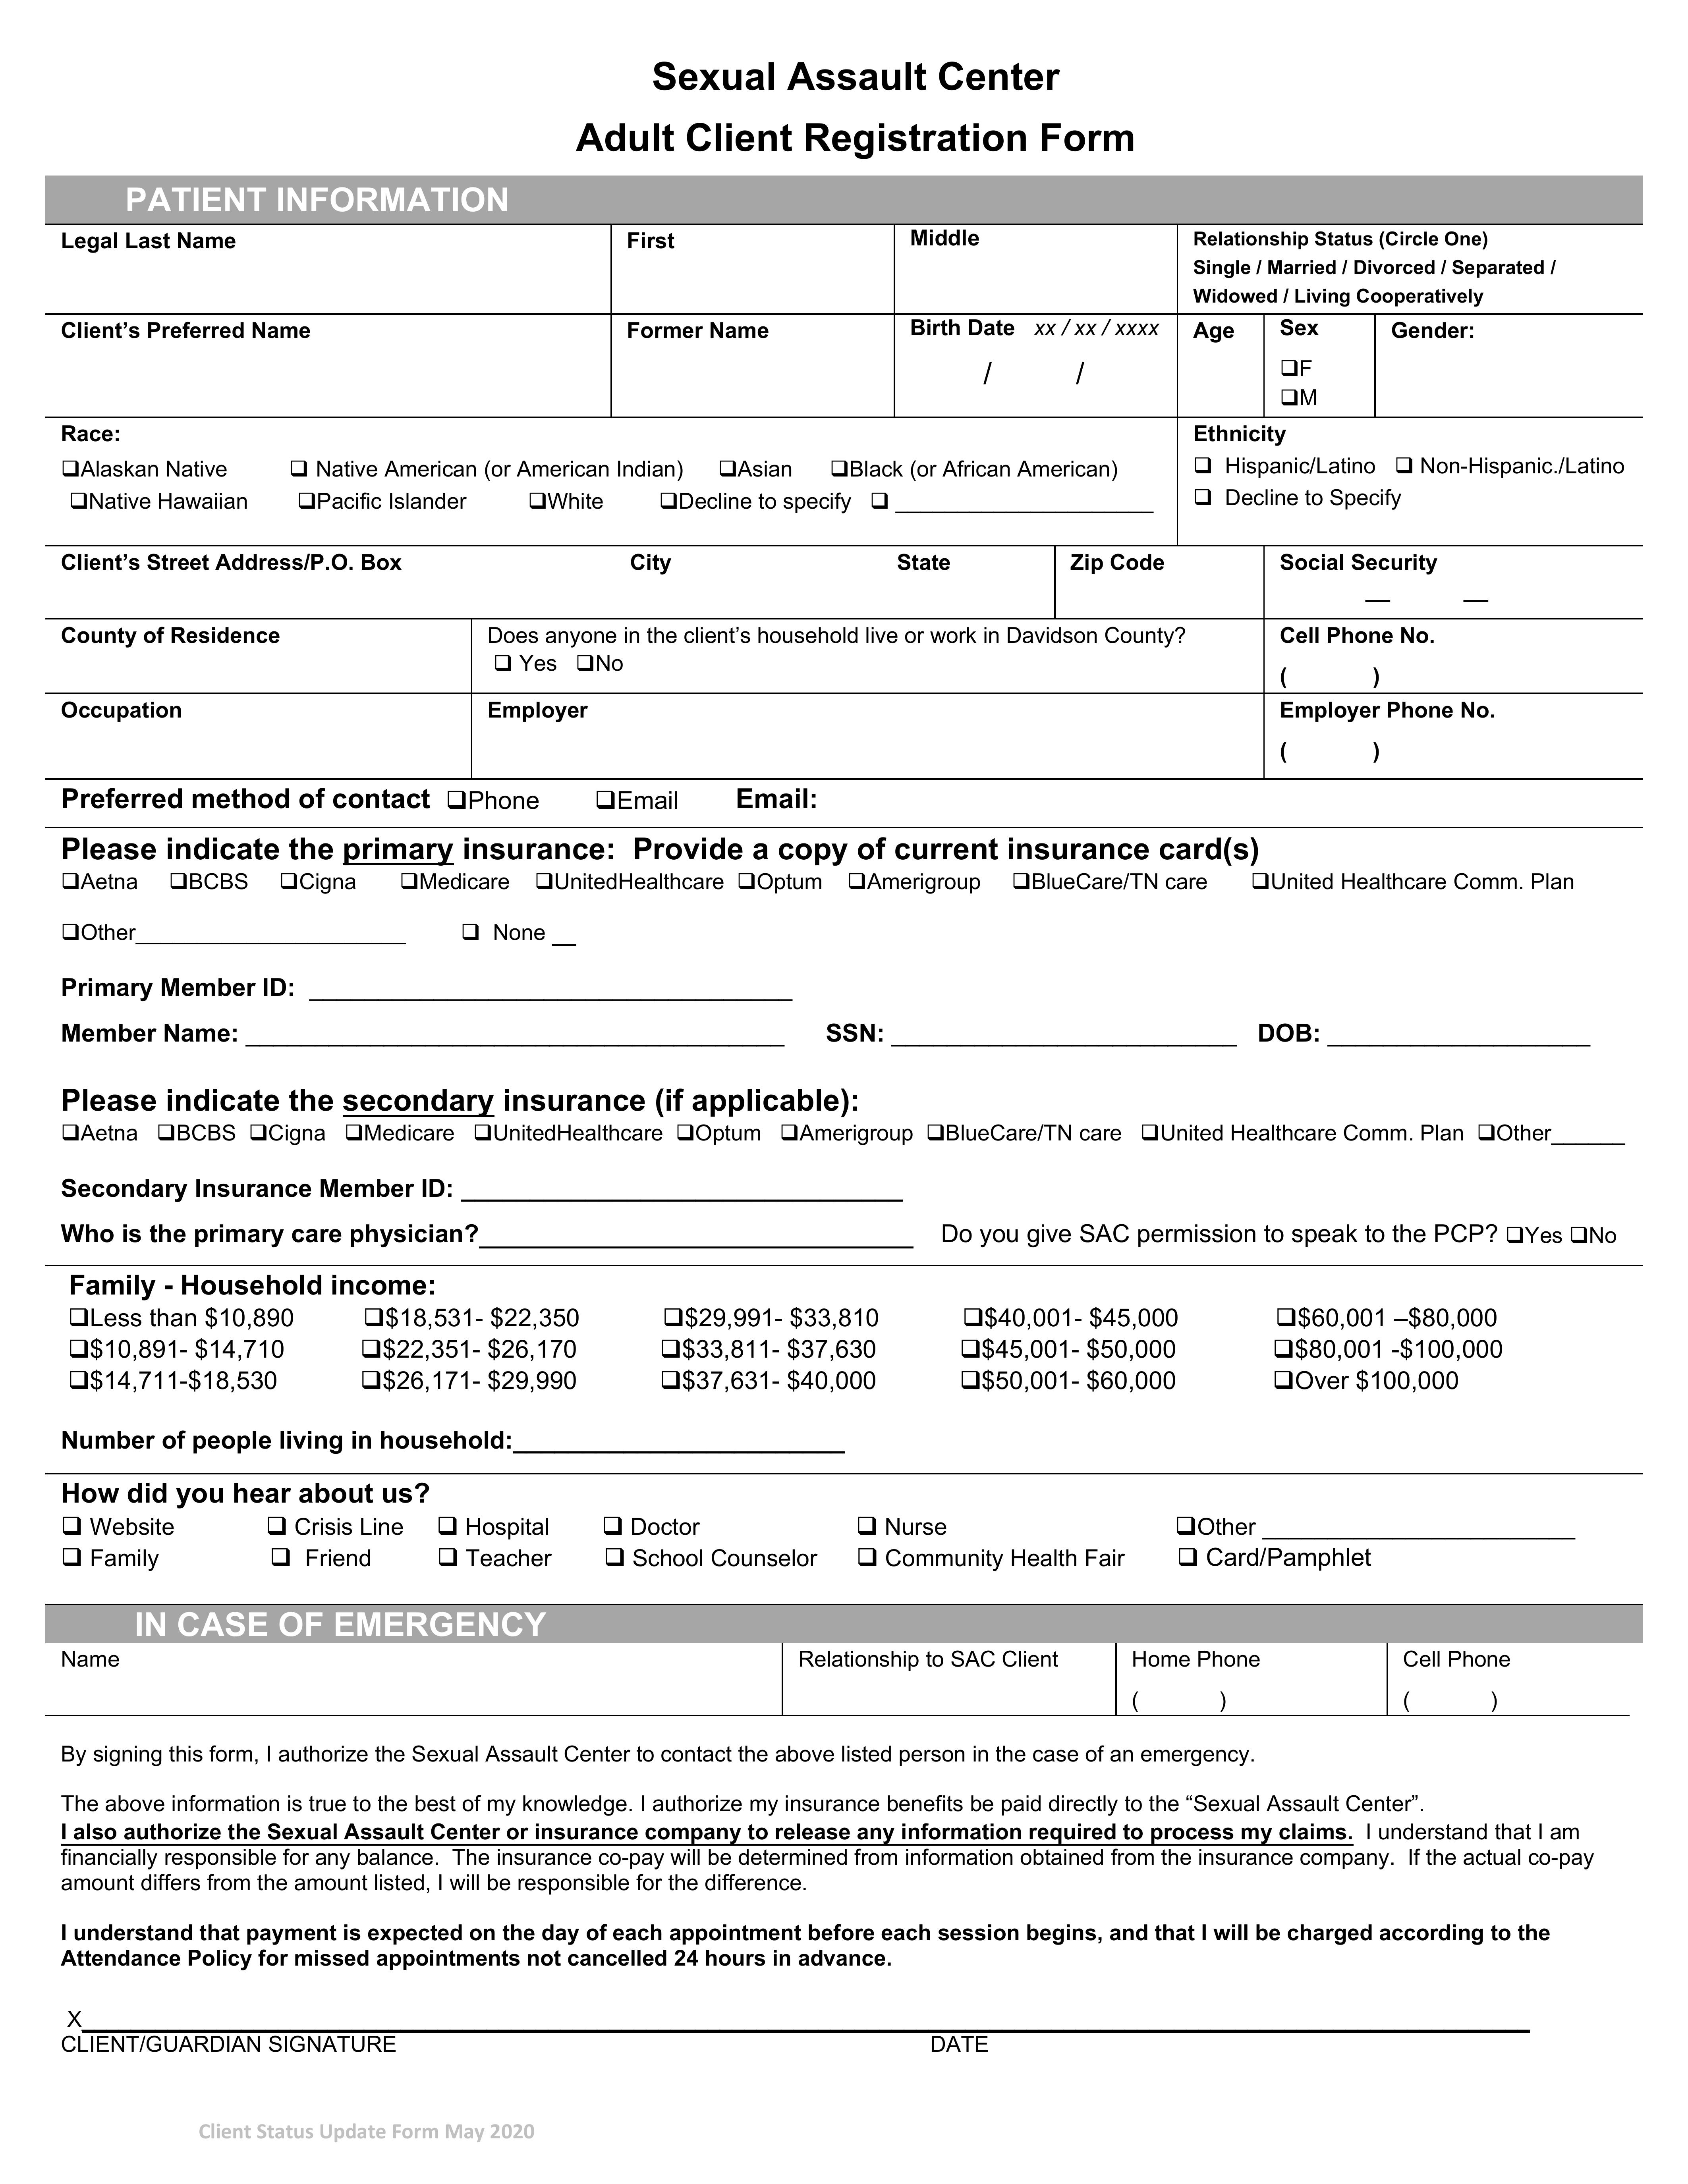 Sexual Assault Center
Adult Client Registration Form
PATIENT INFORMATION
Legal Last Name First Middle Relationship Status (Circle One)
Single / Married / Divorced / Separated /
Widowed / Living Cooperatively
Client’s Preferred Name Former Name Birth Date xx / xx / xxxx Age Sex Gender:
/ /
❏F
❏M
Race: Ethnicity
❏Alaskan Native ❏ Native American (or American Indian) ❏Asian ❏Black (or African American) ❏ Hispanic/Latino ❏ Non-Hispanic./Latino
❏Native Hawaiian ❏Pacific Islander ❏White ❏Decline to specify ❏ _____________________ ❏ Decline to Specify
Client’s Street Address/P.O. Box City State Zip Code Social Security
__ __
County of Residence Does anyone in the client’s household live or work in Davidson County? Cell Phone No.
❏ Yes ❏No
( )
Occupation Employer Employer Phone No.
( )
Preferred method of contact ❏Phone ❏Email Email:
Please indicate the primary insurance: Provide a copy of current insurance card(s)
❏Aetna ❏BCBS ❏Cigna ❏Medicare ❏UnitedHealthcare ❏Optum ❏Amerigroup ❏BlueCare/TN care ❏United Healthcare Comm. Plan
❏Other______________________ ❏ None __
Primary Member ID: ___________________________________
Member Name: _______________________________________ SSN: _________________________ DOB: ___________________
Please indicate the secondary insurance (if applicable):
❏Aetna ❏BCBS ❏Cigna ❏Medicare ❏UnitedHealthcare ❏Optum ❏Amerigroup ❏BlueCare/TN care ❏United Healthcare Comm. Plan ❏Other______
Secondary Insurance Member ID: ________________________________
Who is the primary care physician?_______________________________ Do you give SAC permission to speak to the PCP? ❏Yes ❏No
Family - Household income:
❏Less than $10,890 ❏$18,531- $22,350 ❏$29,991- $33,810 ❏$40,001- $45,000 ❏$60,001 –$80,000
❏$10,891- $14,710 ❏$22,351- $26,170 ❏$33,811- $37,630 ❏$45,001- $50,000 ❏$80,001 -$100,000
❏$14,711-$18,530 ❏$26,171- $29,990 ❏$37,631- $40,000 ❏$50,001- $60,000 ❏Over $100,000
Number of people living in household:________________________
How did you hear about us?
❏ Website ❏ Crisis Line ❏ Hospital ❏ Doctor ❏ Nurse ❏Other _________________________
❏ Family ❏ Friend ❏ Teacher ❏ School Counselor ❏ Community Health Fair ❏ Card/Pamphlet
IN CASE OF EMERGENCY
Name Relationship to SAC Client Home Phone Cell Phone
( ) ( )
By signing this form, I authorize the Sexual Assault Center to contact the above listed person in the case of an emergency.
The above information is true to the best of my knowledge. I authorize my insurance benefits be paid directly to the “Sexual Assault Center”.
I also authorize the Sexual Assault Center or insurance company to release any information required to process my claims. I understand that I am
financially responsible for any balance. The insurance co-pay will be determined from information obtained from the insurance company. If the actual co-pay
amount differs from the amount listed, I will be responsible for the difference.
I understand that payment is expected on the day of each appointment before each session begins, and that I will be charged according to the
Attendance Policy for missed appointments not cancelled 24 hours in advance.
X____________________________________________________________
CLIENT/GUARDIAN SIGNATURE DATE
Client Status Update Form May 2020